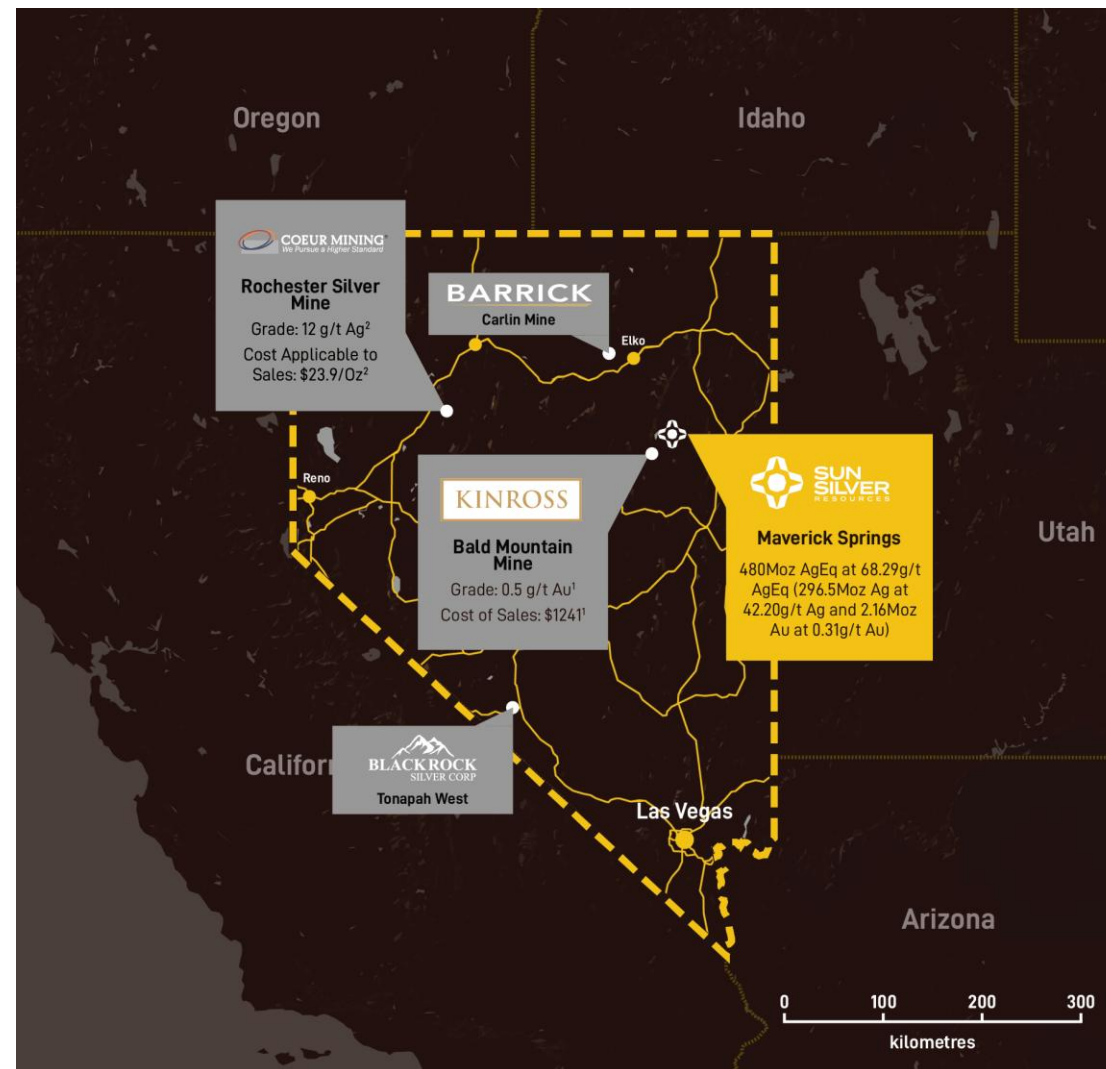 Oregon
Idaho
COEUR MINING®
We Pursue a Higher Standard
Rochester Silver
Mine
Grade: 12 g/t Ag²
Cost Applicable to
Sales: $23.9/Oz²
BARRICK
Carlin Mine
Elko
Reno
KINROSS
Bald Mountain
Mine
Grade: 0.5 g/t Au¹
Cost of Sales: $1241¹
SUN
SILVER
RESOURCES
Maverick Springs
480Moz AgEq at 68.29g/t
AgEq (296.5Moz Ag at
42.20g/t Ag and 2.16Moz
Au at 0.31g/t Au)
Utah
Califor
BLACKROCK
SILVER CORP
Tonapah West
Las Vegas
Arizona
0 100 200 300
kilometres